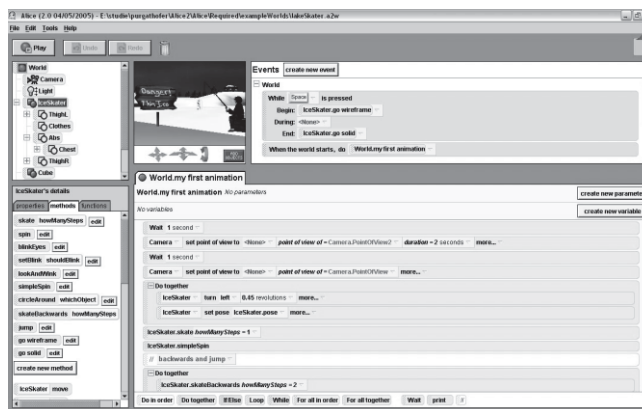 Alice (2.0 04/05/2005) - E:\studie\purgathofer\Alice2\Alice\Required\exampleWorlds\lakeSkater.a2w
File Edit Tools Help
Play Undo Redo
World
Camera
Light
IceSkater
ThighL
Clothes
Abs
Chest
ThighR
Cube
Danger!
Thin Ice
Events create new event
World
While Space is pressed
Begin: IceSkater.go wireframe
During: <None>
End: IceSkater.go solid
When the world starts, do World.my first animation
IceSkater's details
properties methods functions
skate howManySteps edit
spin edit
blinkEyes edit
setBlink shouldBlink edit
lookAndWink edit
simpleSpin edit
circleAround whichObject edit
skateBackwards howManySteps
jump edit
go wireframe edit
go solid edit
create new method
IceSkater move
World.my first animation
World.my first animation No parameters create new paramete
No variables create new variable
Wait 1 second
Camera set point of view to <None> point of view of = Camera.PointOfView2 duration = 2 seconds more...
Wait 2 seconds
Camera set point of view to <None> point of view of = Camera.PointOfView more...
Do together
IceSkater turn left 0.45 revolutions more...
IceSkater set pose IceSkater.pose more...
IceSkater.skate howManySteps = 1
IceSkater.simpleSpin
// backwards and jump
Do together
IceSkater.skateBackwards howManySteps = 2
Do in order Do together If/Else Loop While For all in order For all together Wait print //